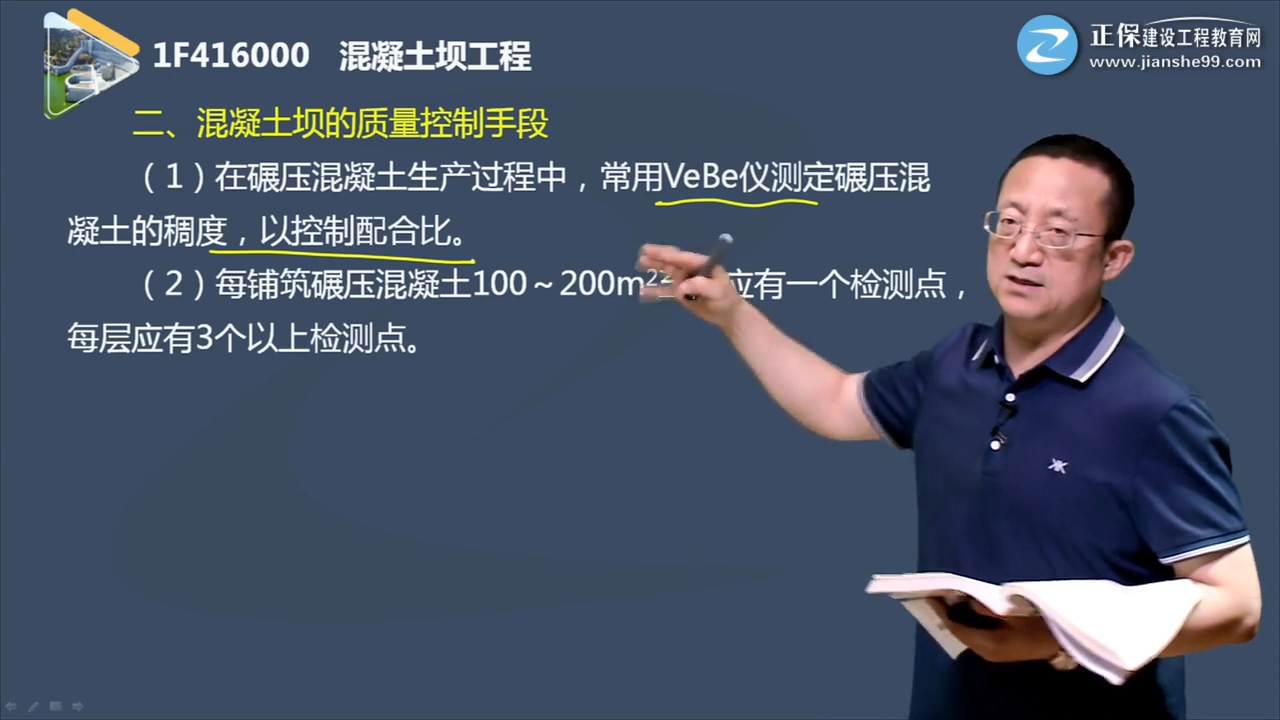 1F416000 混凝土坝工程
正保建设工程教育网
www.jianshe99.com
二、混凝土坝的质量控制手段
（1）在碾压混凝土生产过程中，常用VeBe仪测定碾压混
凝土的稠度，以控制配合比。
（2）每铺筑碾压混凝土100～200m² 应有一个检测点，
每层应有3个以上检测点。